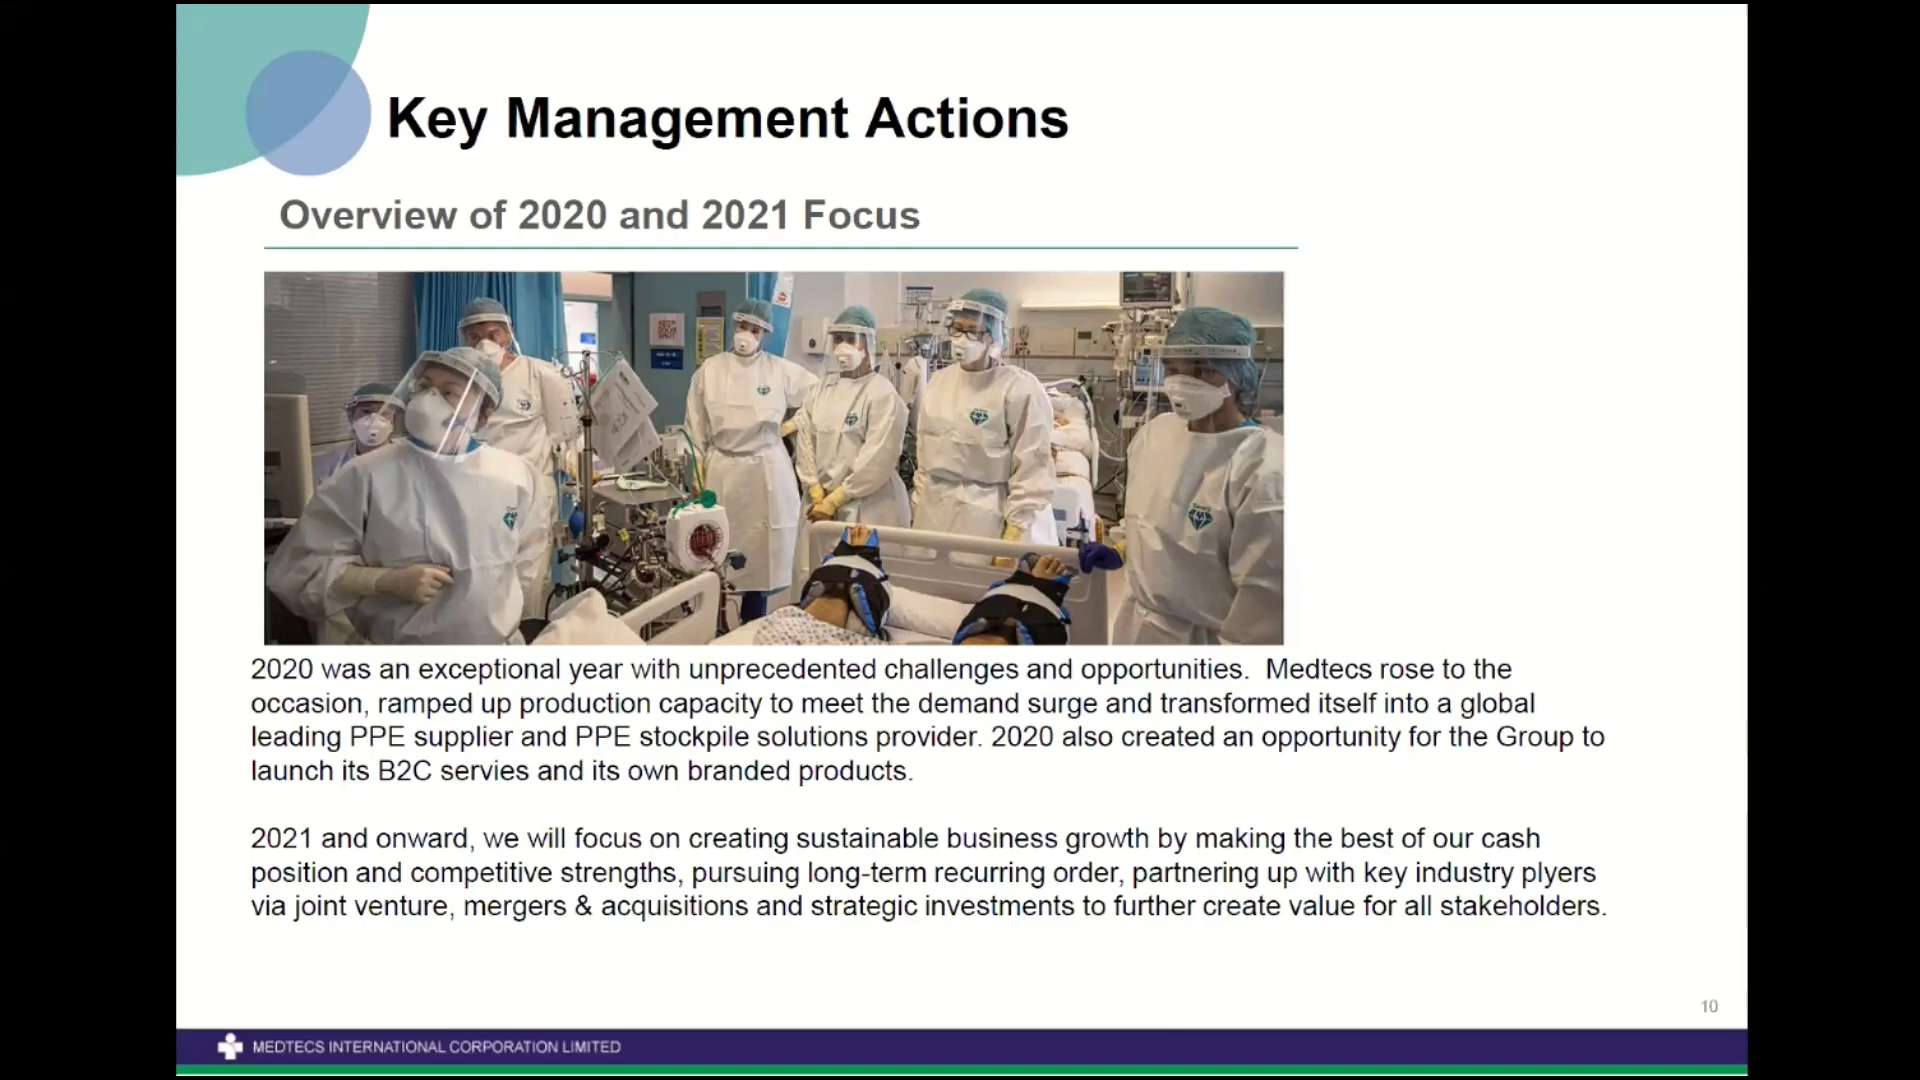 Key Management Actions
Overview of 2020 and 2021 Focus
2020 was an exceptional year with unprecedented challenges and opportunities.  Medtecs rose to the
occasion, ramped up production capacity to meet the demand surge and transformed itself into a global
leading PPE supplier and PPE stockpile solutions provider. 2020 also created an opportunity for the Group to
launch its B2C servies and its own branded products.
2021 and onward, we will focus on creating sustainable business growth by making the best of our cash
position and competitive strengths, pursuing long-term recurring order, partnering up with key industry plyers
via joint venture, mergers & acquisitions and strategic investments to further create value for all stakeholders.
10
MEDTECS INTERNATIONAL CORPORATION LIMITED